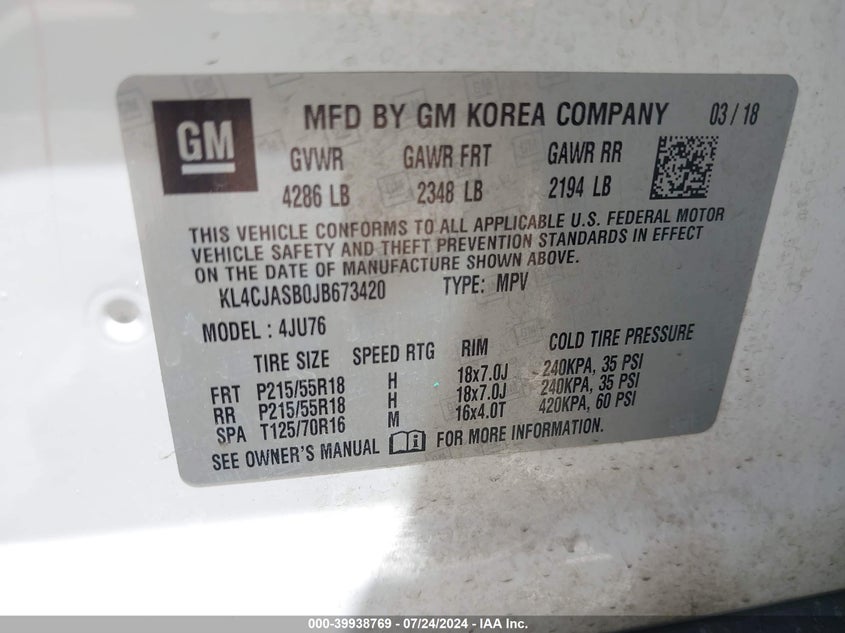 GM
MFD BY GM KOREA COMPANY 03/18
GVWR GAWR FRT GAWR RR
4286 LB 2348 LB 2194 LB
THIS VEHICLE CONFORMS TO ALL APPLICABLE U.S. FEDERAL MOTOR
VEHICLE SAFETY AND THEFT PREVENTION STANDARDS IN EFFECT
ON THE DATE OF MANUFACTURE SHOWN ABOVE.
KL4CJASB0JB673420 TYPE: MPV
MODEL : 4JU76
TIRE SIZE SPEED RTG RIM COLD TIRE PRESSURE
FRT P215/55R18 H 18x7.0J 240KPA, 35 PSI
RR P215/55R18 H 18x7.0J 240KPA, 35 PSI
SPA T125/70R16 M 16x4.0T 420KPA, 60 PSI
SEE OWNER'S MANUAL FOR MORE INFORMATION.
000-39938769 - 07/24/2024 - IAA Inc.